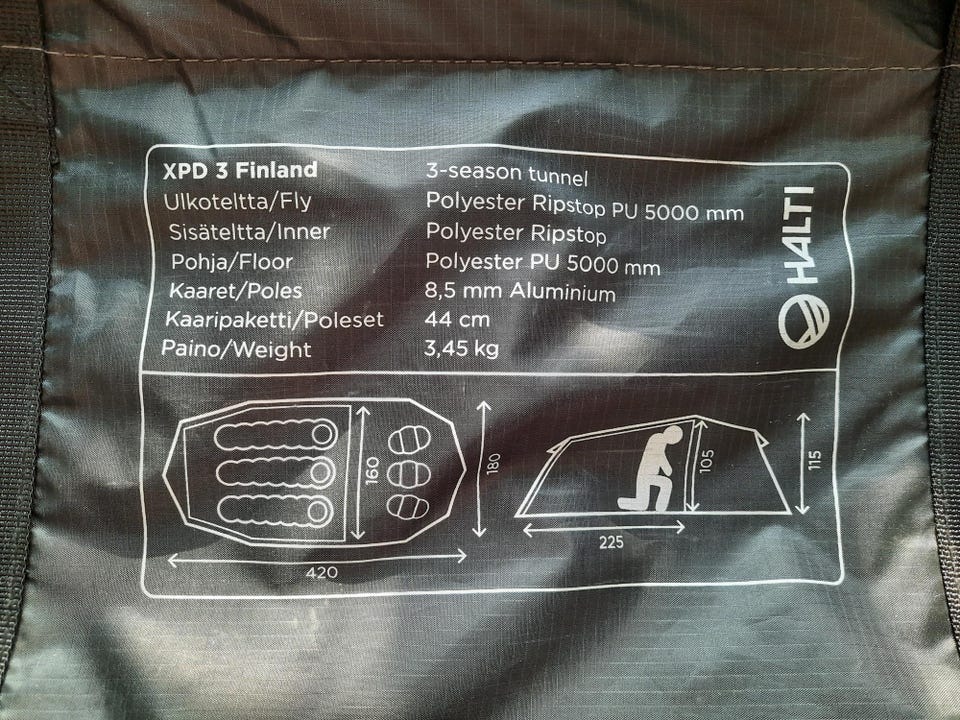 XPD 3 Finland 3-season tunnel
Ulkoteltta/Fly Polyester Ripstop PU 5000 mm
Sisäteltta/Inner Polyester Ripstop
Pohja/Floor Polyester PU 5000 mm
Kaaret/Poles 8,5 mm Aluminium
Kaaripaketti/Poleset 44 cm
Paino/Weight 3,45 kg
HALTI
160
180
420
105
115
225